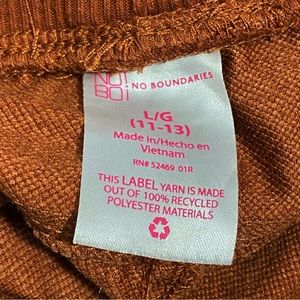 NO!
BO!
NO BOUNDARIES
L/G
(11-13)
Made in/Hecho en
Vietnam
RN# 52469 01R
THIS LABEL YARN IS MADE
OUT OF 100% RECYCLED
POLYESTER MATERIALS